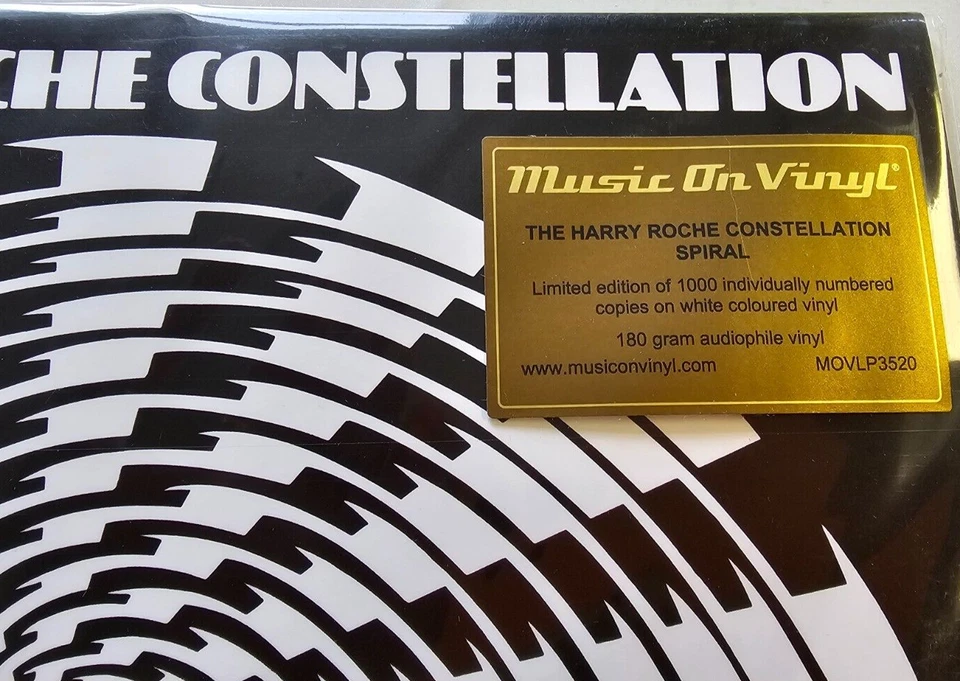 CHE CONSTELLATION
Music On Vinyl®
THE HARRY ROCHE CONSTELLATION
SPIRAL
Limited edition of 1000 individually numbered
copies on white coloured vinyl
180 gram audiophile vinyl
www.musiconvinyl.com MOVLP3520